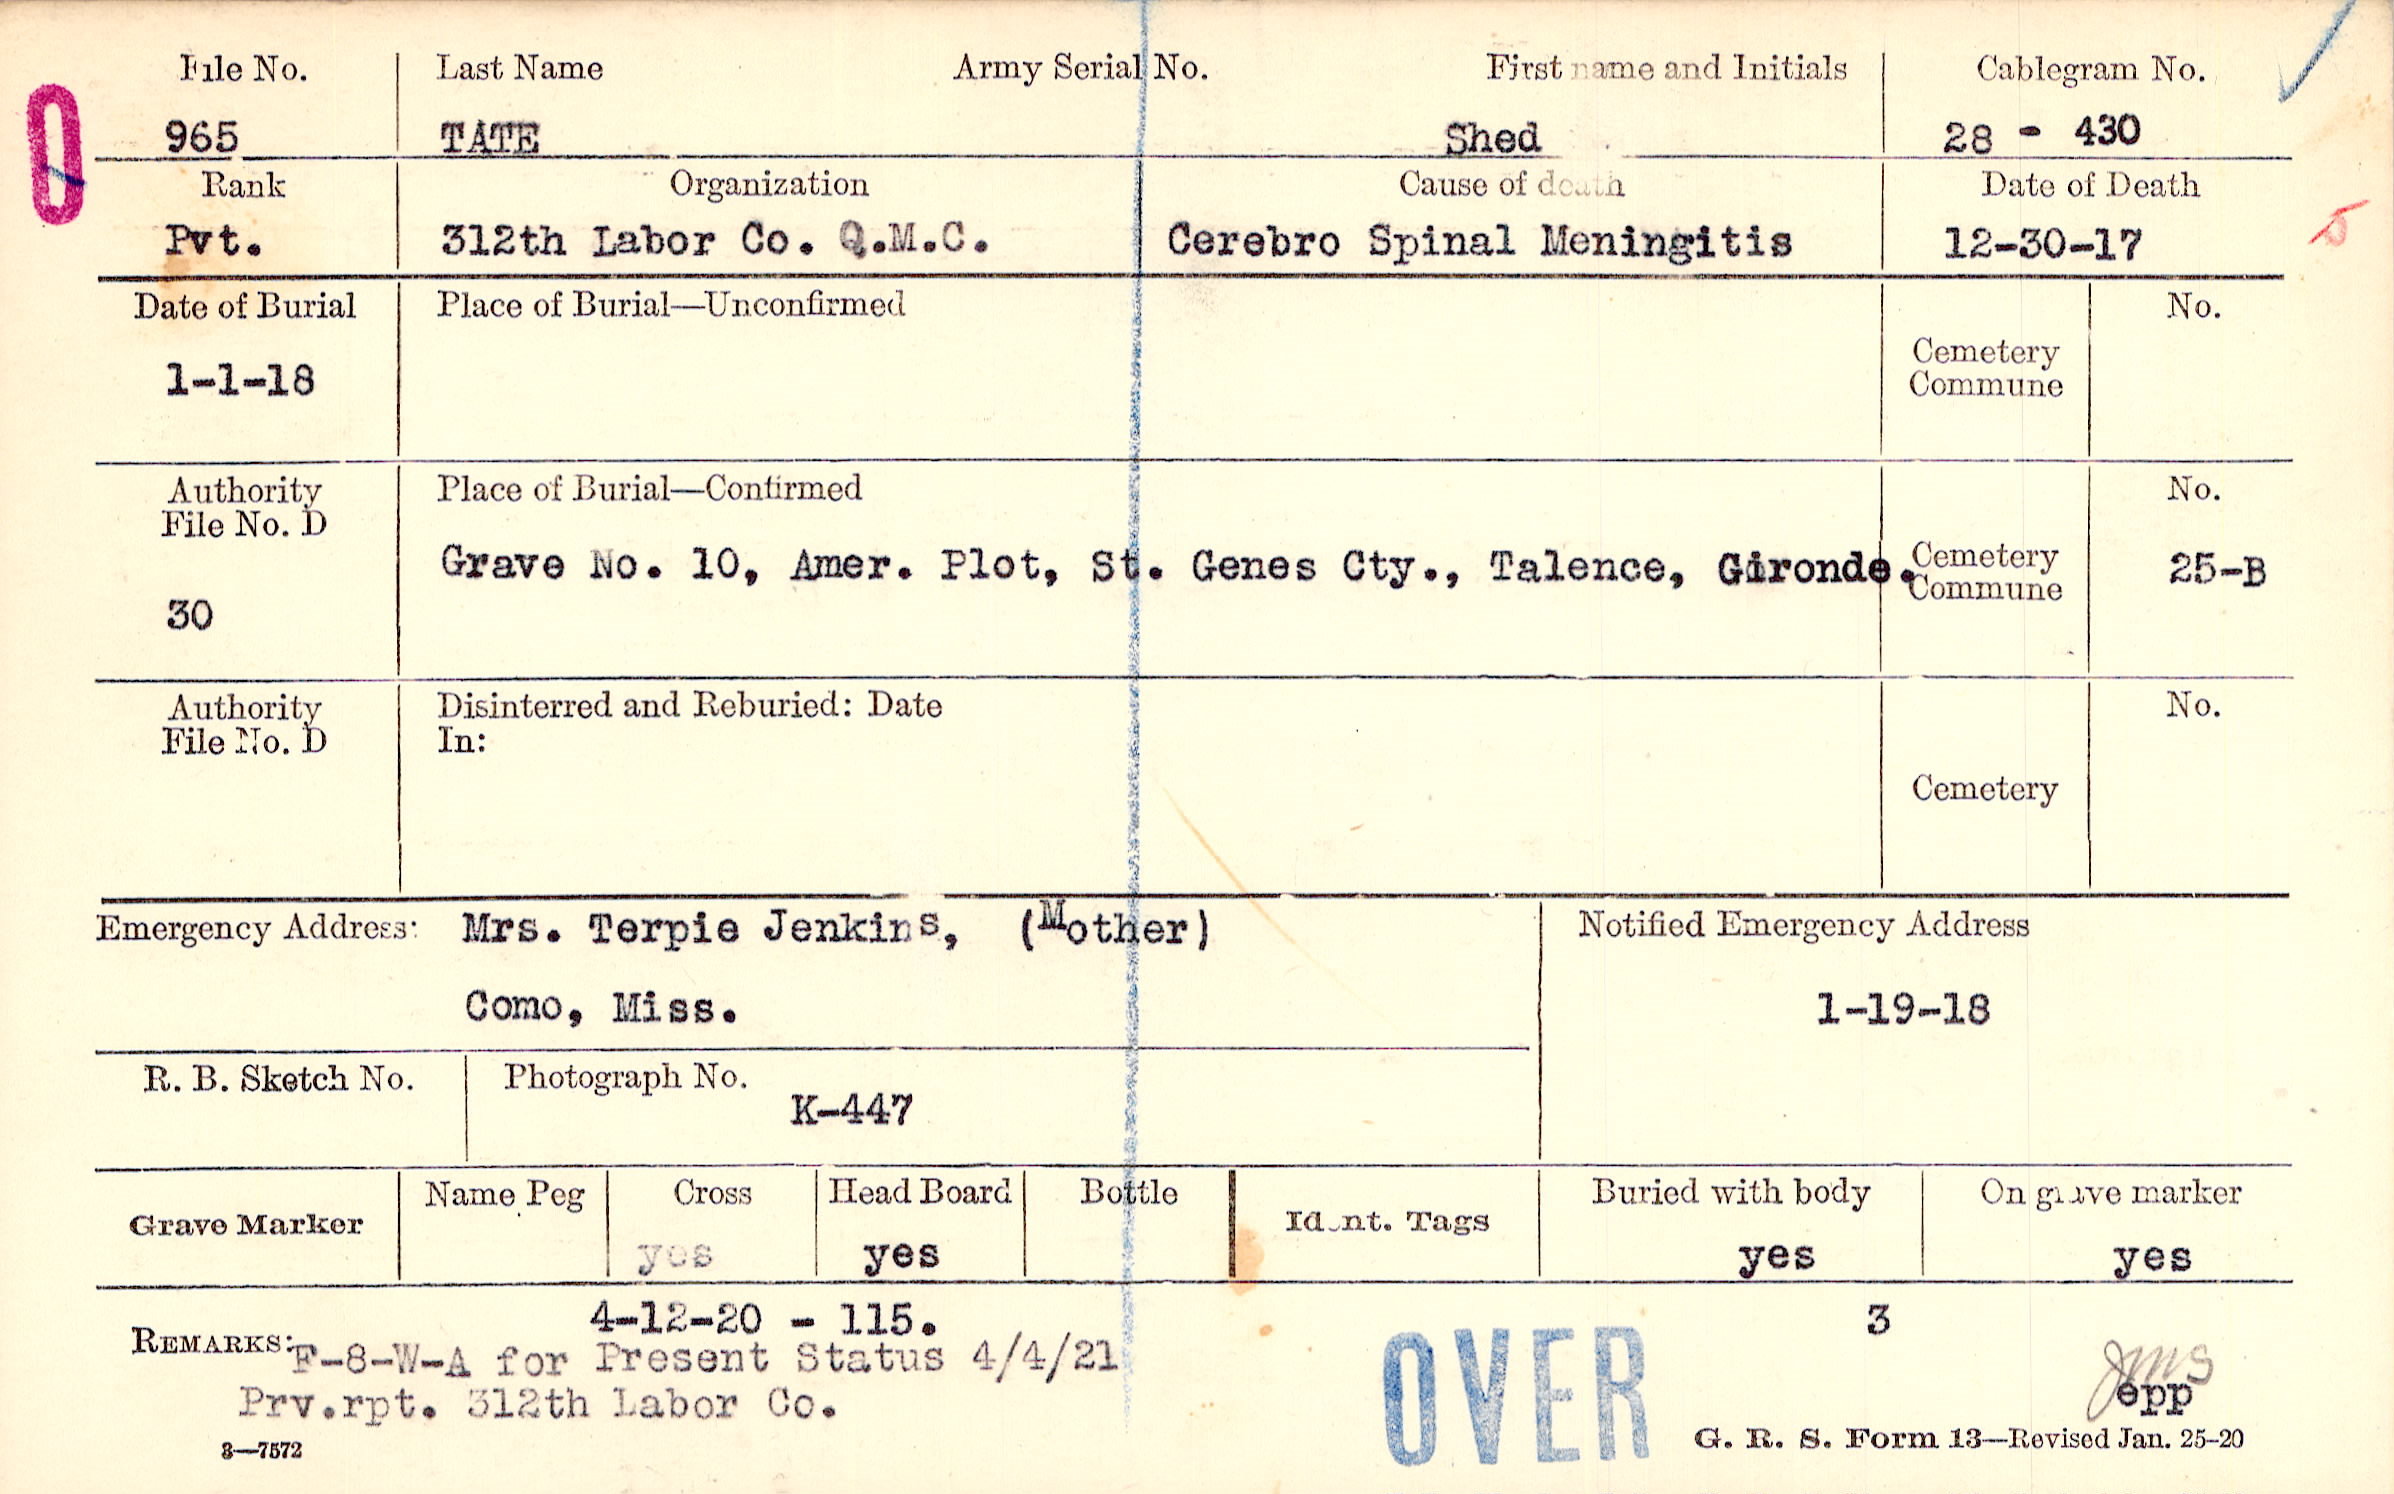 File No. Last Name Army Serial No. First name and Initials Cablegram No.
0
965 TATE Shed 28 - 430
Rank Organization Cause of death Date of Death
Pvt. 312th Labor Co. Q.M.C. Cerebro Spinal Meningitis 12-30-17
5
Date of Burial Place of Burial—Unconfirmed No.
Cemetery
Commune
1-1-18
Authority Place of Burial—Confirmed No.
File No. D
Grave No. 10, Amer. Plot, St. Genes Cty., Talence, Gironde. Cemetery 25-B
Commune
30
Authority Disinterred and Reburied: Date No.
File No. D In:
Cemetery
Emergency Address: Mrs. Terpie Jenkins, (Mother) Notified Emergency Address
Como, Miss. 1-19-18
R. B. Sketch No. Photograph No.
K-447
Name Peg Cross Head Board Bottle Buried with body On grave marker
Grave Marker Ident. Tags
yes yes yes yes
4-12-20 - 115. 3
REMARKS: F-8-W-A for Present Status 4/4/21
Prv.rpt. 312th Labor Co.
OVER
JMS
epp
3—7572 G. R. S. Form 13—Revised Jan. 25-20